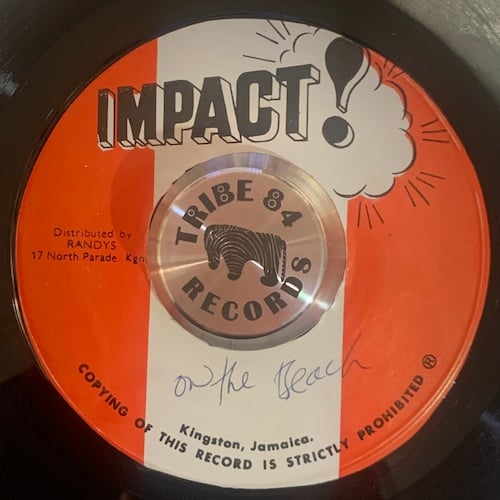 IMPACT!
TRIBE 84
RECORDS
Distributed by
RANDYS
17 North Parade Kgn
on the Beach
Kingston, Jamaica.
COPYING OF THIS RECORD IS STRICTLY PROHIBITED ®